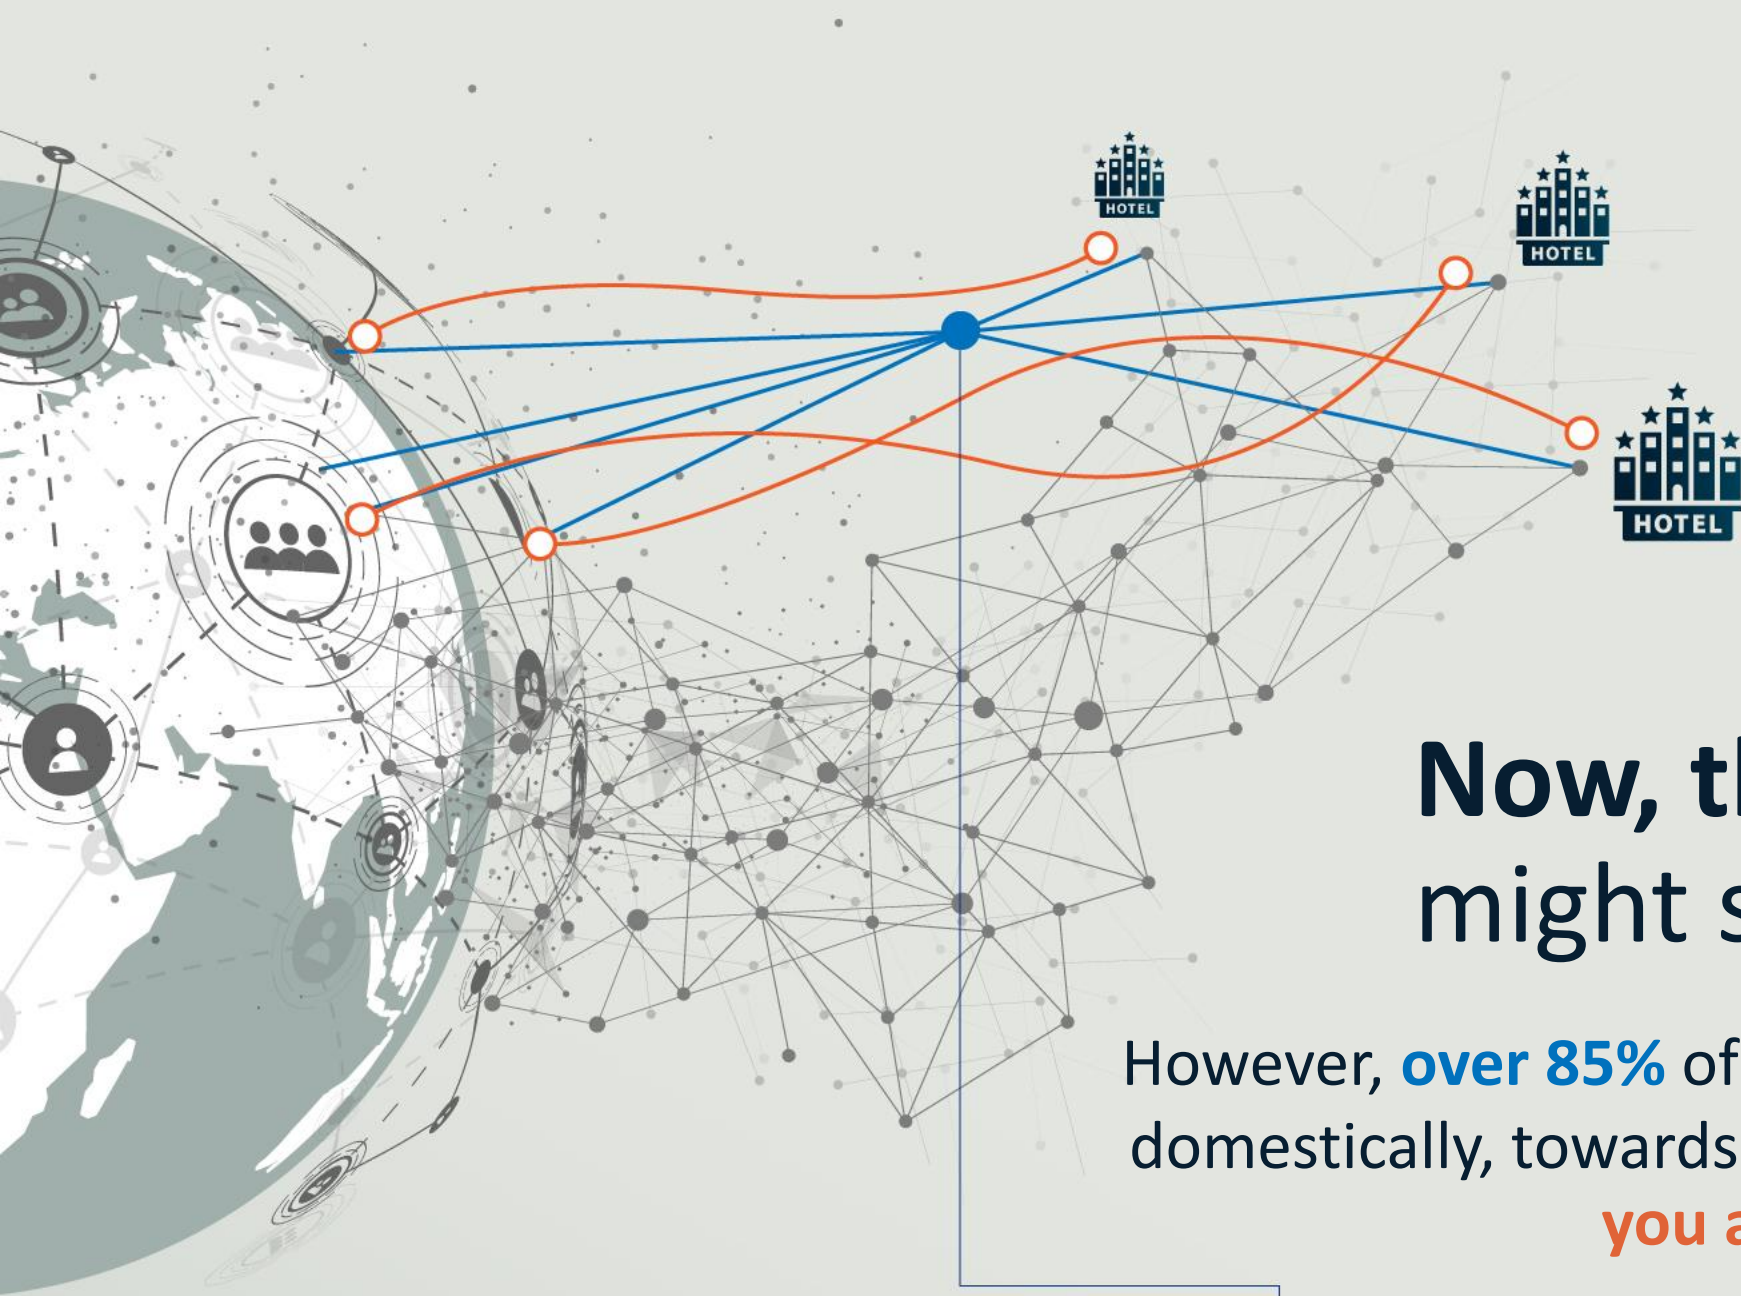 HOTEL
HOTEL
HOTEL
Now,
might
However, over 85% of
domestically, towards
you